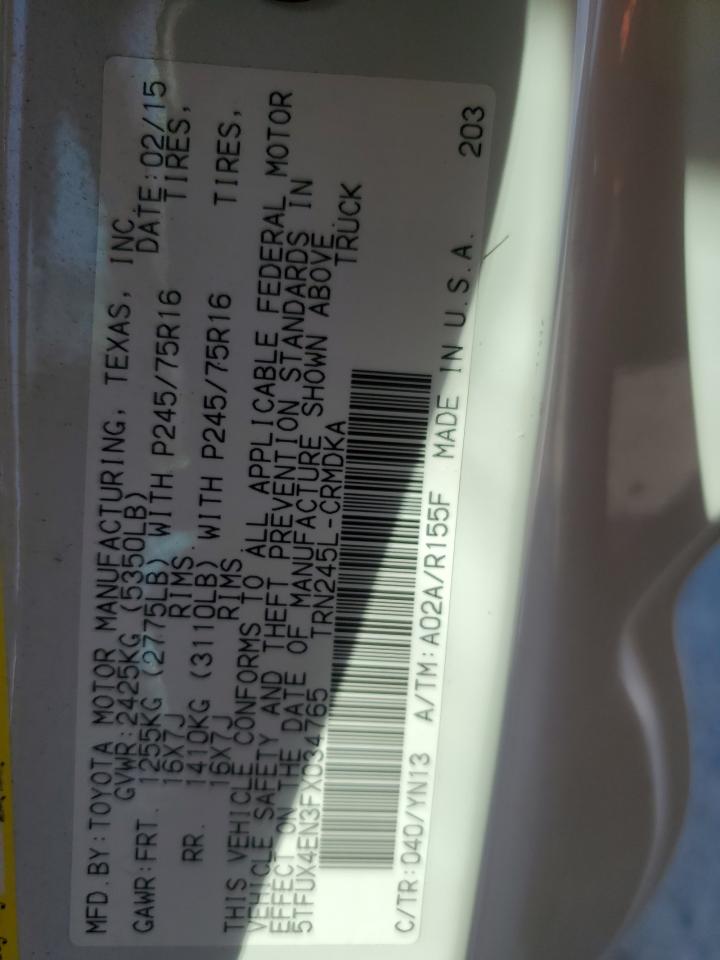 MFD.BY:TOYOTA MOTOR MANUFACTURING, TEXAS, INC.
GVWR:2425KG (5350LB) DATE:02/15
GAWR:FRT. 1255KG (2775LB) WITH P245/75R16 TIRES,
16X7J RIMS
RR. 1410KG (3110LB) WITH P245/75R16 TIRES,
16X7J RIMS
THIS VEHICLE CONFORMS TO ALL APPLICABLE FEDERAL MOTOR
VEHICLE SAFETY AND THEFT PREVENTION STANDARDS IN
EFFECT ON THE DATE OF MANUFACTURE SHOWN ABOVE.
5TFUX4EN3FX034765 TRN245L-CRMDKA TRUCK
C/TR:040/YN13 A/TM:A02A/R155F MADE IN U.S.A. 203